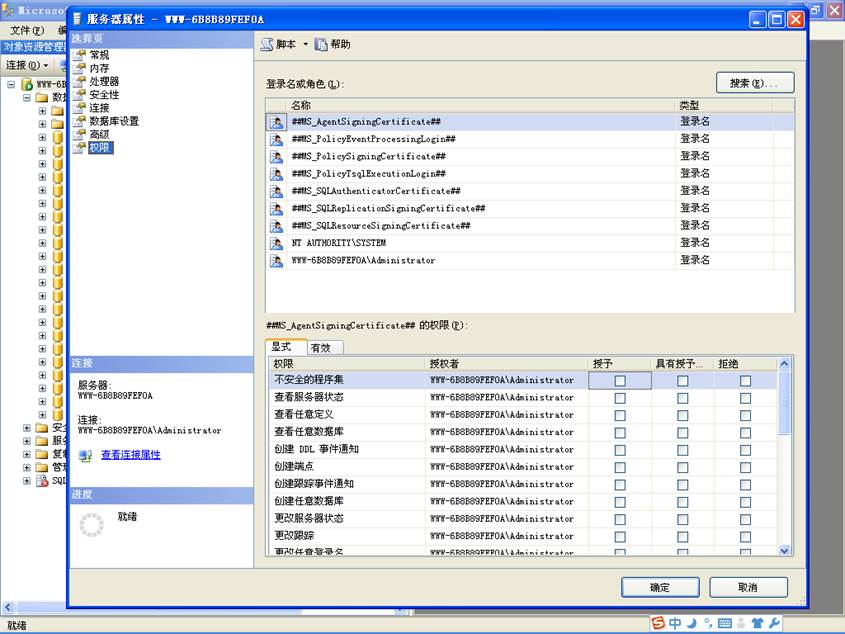 Microso
服务器属性 - WWW-6B8B89FEF0A
文件(F)
对象资源管理器
连接(O)
WWW-6B
数据
安全
服务
复制
管理
SQL
就绪
选择页
常规
内存
处理器
安全性
连接
数据库设置
高级
权限
连接
服务器:
WWW-6B8B89FEF0A
连接:
WWW-6B8B89FEF0A\Administrator
查看连接属性
进度
就绪
脚本
帮助
登录名或角色(L):
搜索(E)...
名称 类型
##MS_AgentSigningCertificate## 登录名
##MS_PolicyEventProcessingLogin## 登录名
##MS_PolicySigningCertificate## 登录名
##MS_PolicyTsqlExecutionLogin## 登录名
##MS_SQLAuthenticatorCertificate## 登录名
##MS_SQLReplicationSigningCertificate## 登录名
##MS_SQLResourceSigningCertificate## 登录名
NT AUTHORITY\SYSTEM 登录名
WWW-6B8B89FEF0A\Administrator 登录名
##MS_AgentSigningCertificate## 的权限(P):
显式 有效
权限 授权者 授予 具有授予... 拒绝
不安全的程序集 WWW-6B8B89FEF0A\Administrator
查看服务器状态 WWW-6B8B89FEF0A\Administrator
查看任意定义 WWW-6B8B89FEF0A\Administrator
查看任意数据库 WWW-6B8B89FEF0A\Administrator
创建 DDL 事件通知 WWW-6B8B89FEF0A\Administrator
创建端点 WWW-6B8B89FEF0A\Administrator
创建跟踪事件通知 WWW-6B8B89FEF0A\Administrator
创建任意数据库 WWW-6B8B89FEF0A\Administrator
更改服务器状态 WWW-6B8B89FEF0A\Administrator
更改跟踪 WWW-6B8B89FEF0A\Administrator
更改任意登录名 WWW-6B8B89FEF0A\Administrator
确定 取消
中